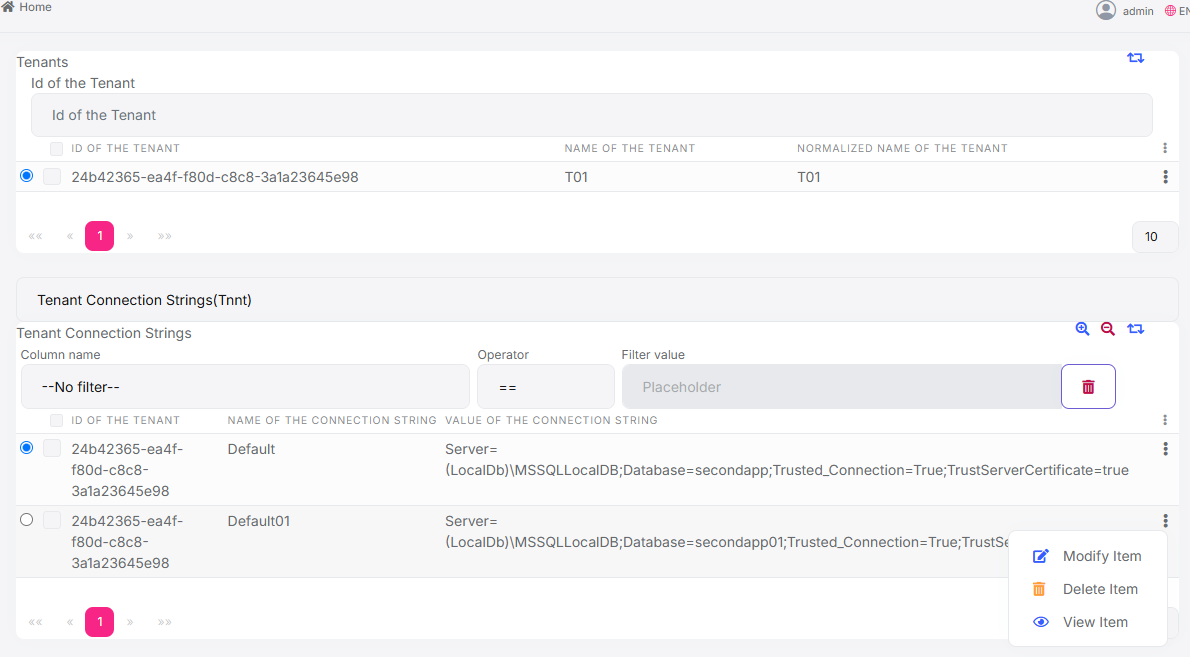 Home
admin EN
Tenants
Id of the Tenant
Id of the Tenant
ID OF THE TENANT NAME OF THE TENANT NORMALIZED NAME OF THE TENANT
24b42365-ea4f-f80d-c8c8-3a1a23645e98 T01 T01
«« « 1 » »» 10
Tenant Connection Strings(Tnnt)
Tenant Connection Strings
Column name Operator Filter value
--No filter-- == Placeholder
ID OF THE TENANT NAME OF THE CONNECTION STRING VALUE OF THE CONNECTION STRING
24b42365-ea4f- Default Server=
f80d-c8c8- (LocalDb)\MSSQLLocalDB;Database=secondapp;Trusted_Connection=True;TrustServerCertificate=true
3a1a23645e98
24b42365-ea4f- Default01 Server=
f80d-c8c8- (LocalDb)\MSSQLLocalDB;Database=secondapp01;Trusted_Connection=True;TrustSe
3a1a23645e98
Modify Item
Delete Item
View Item
«« « 1 » »»